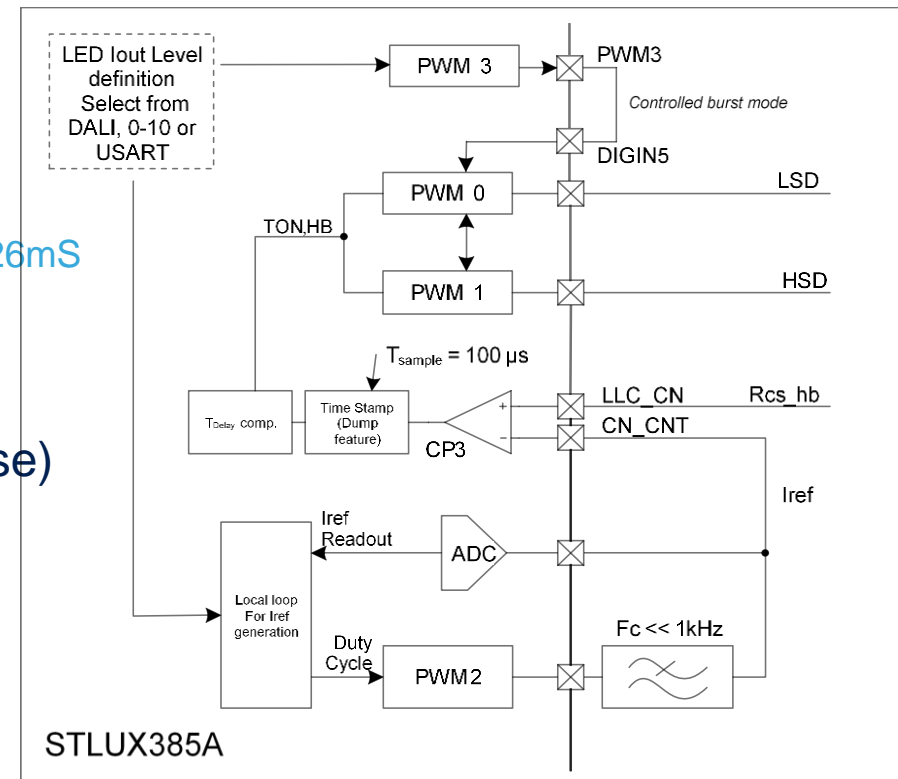 LED Iout Level
definition
Select from
DALI, 0-10 or
USART
PWM 3
PWM3
Controlled burst mode
DIGIN5
PWM 0
LSD
TON,HB
26mS
PWM 1
HSD
Tsample = 100 µs
TDelay comp.
Time Stamp
(Dump
feature)
CP3
+
−
LLC_CN
Rcs_hb
CN_CNT
se)
Iref
Iref
Readout
ADC
Local loop
For Iref
generation
Duty
Cycle
PWM2
Fc << 1kHz
STLUX385A